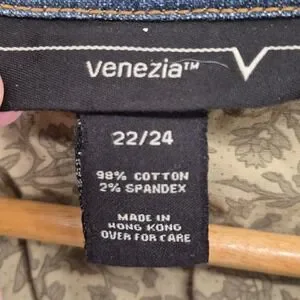 venezia™
22/24
98% COTTON
2% SPANDEX
MADE IN
HONG KONG
OVER FOR CARE